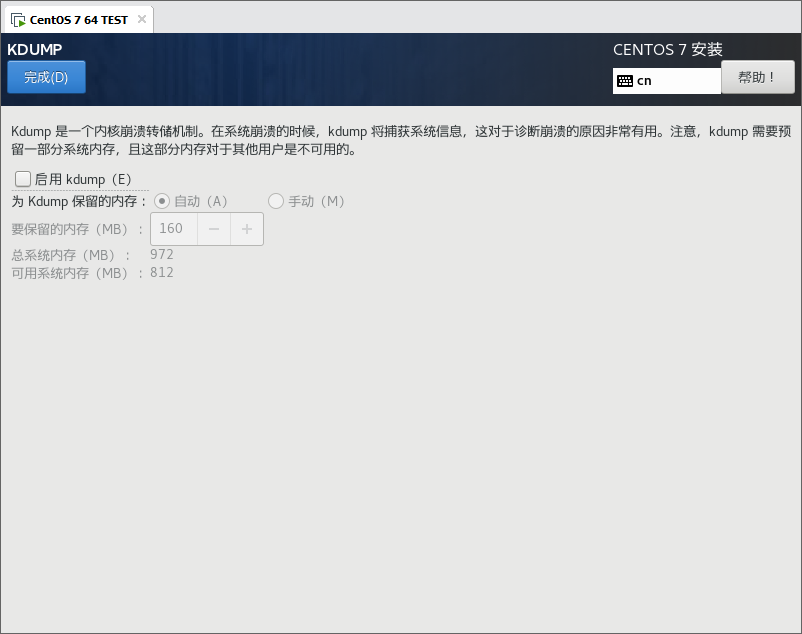 CentOS 7 64 TEST
KDUMP
CENTOS 7 安装
完成(D)
cn
帮助！
Kdump 是一个内核崩溃转储机制。在系统崩溃的时候，kdump 将捕获系统信息，这对于诊断崩溃的原因非常有用。注意，kdump 需要预
留一部分系统内存，且这部分内存对于其他用户是不可用的。
启用 kdump（E）
为 Kdump 保留的内存： 自动（A） 手动（M）
要保留的内存（MB）： 160 − +
总系统内存（MB）： 972
可用系统内存（MB）： 812